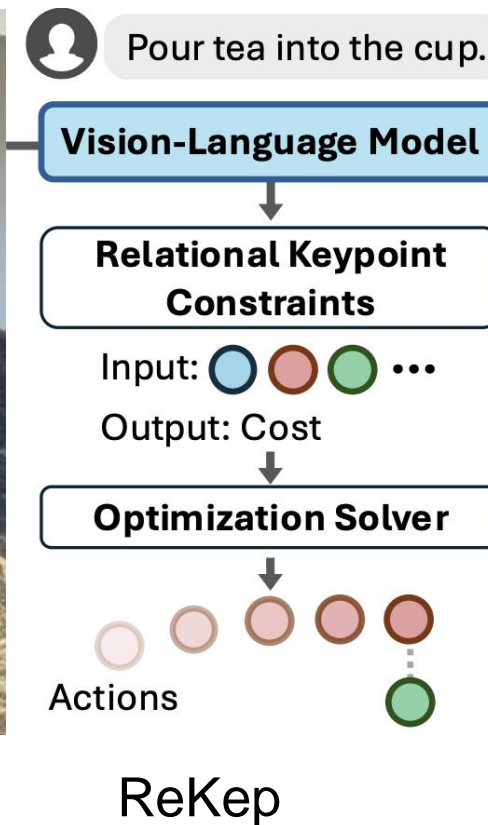 Pour tea into the cup.
Vision-Language Model
Relational Keypoint
Constraints
Input: ...
Output: Cost
Optimization Solver
Actions
ReKep